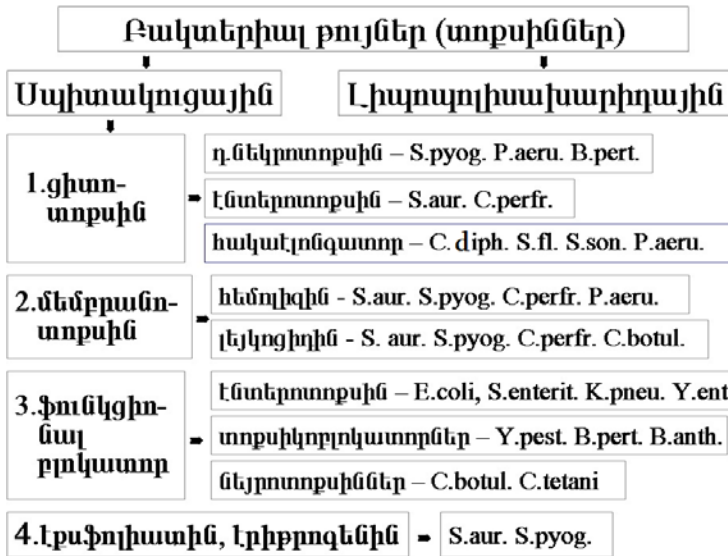 Բակտերիալ թույներ (տոքսիններ)
Սպիտակուցային
Լիպոպոլիսախարիդային
1.ցիտո-
տոքսին
դ.նեկրոտոքսին – S.pyog. P.aeru. B.pert.
էնտերոտոքսին – S.aur. C.perfr.
հակաէլոնգատոր – C.diph. S.fl. S.son. P.aeru.
2.մեմբրանո-
տոքսին
հեմոլիզին - S.aur. S.pyog. C.perfr. P.aeru.
լեյկոցիդին - S. aur. S.pyog. C.perfr. C.botul.
3.ֆունկցիո-
նալ
բլոկատոր
էնտերոտոքսին – E.coli, S.enterit. K.pneu. Y.ent
տոքսիկոբլոկատորներ – Y.pest. B.pert. B.anth.
նեյրոտոքսիններ – C.botul. C.tetani
4.էքսֆոլիատին, էրիթրոգենին
S.aur. S.pyog.